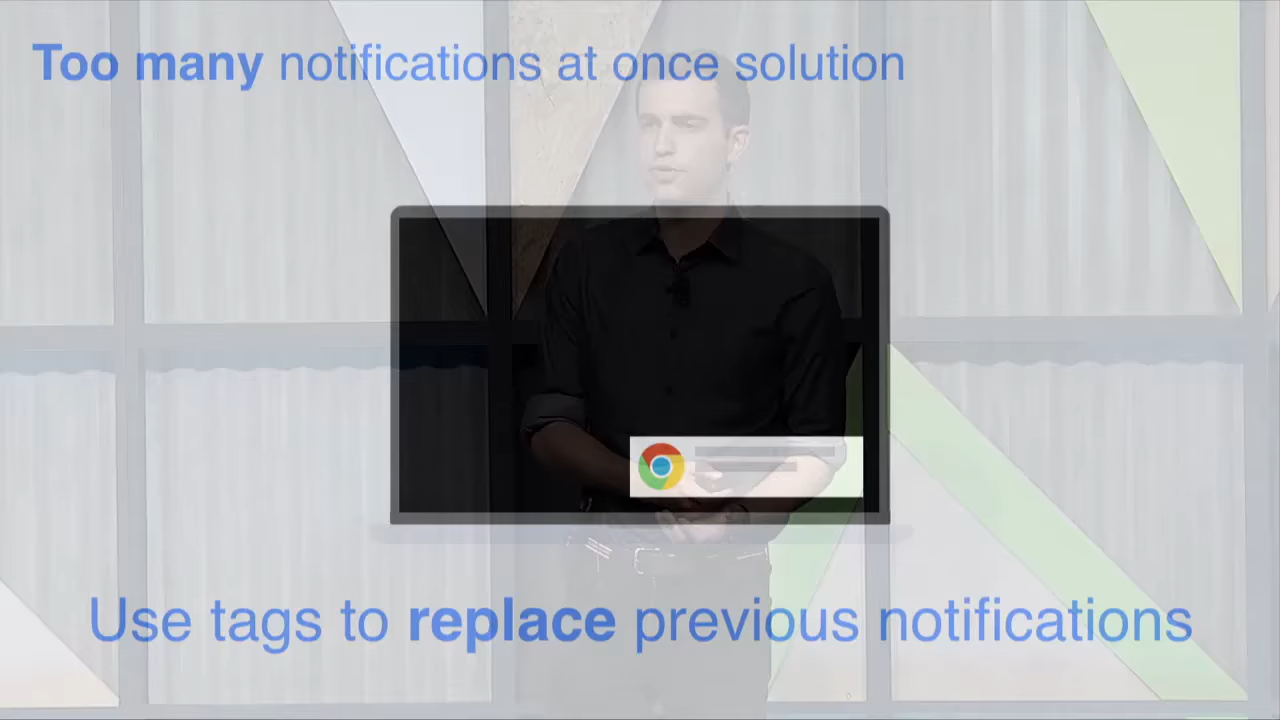 Too many notifications at once solution
Use tags to replace previous notifications